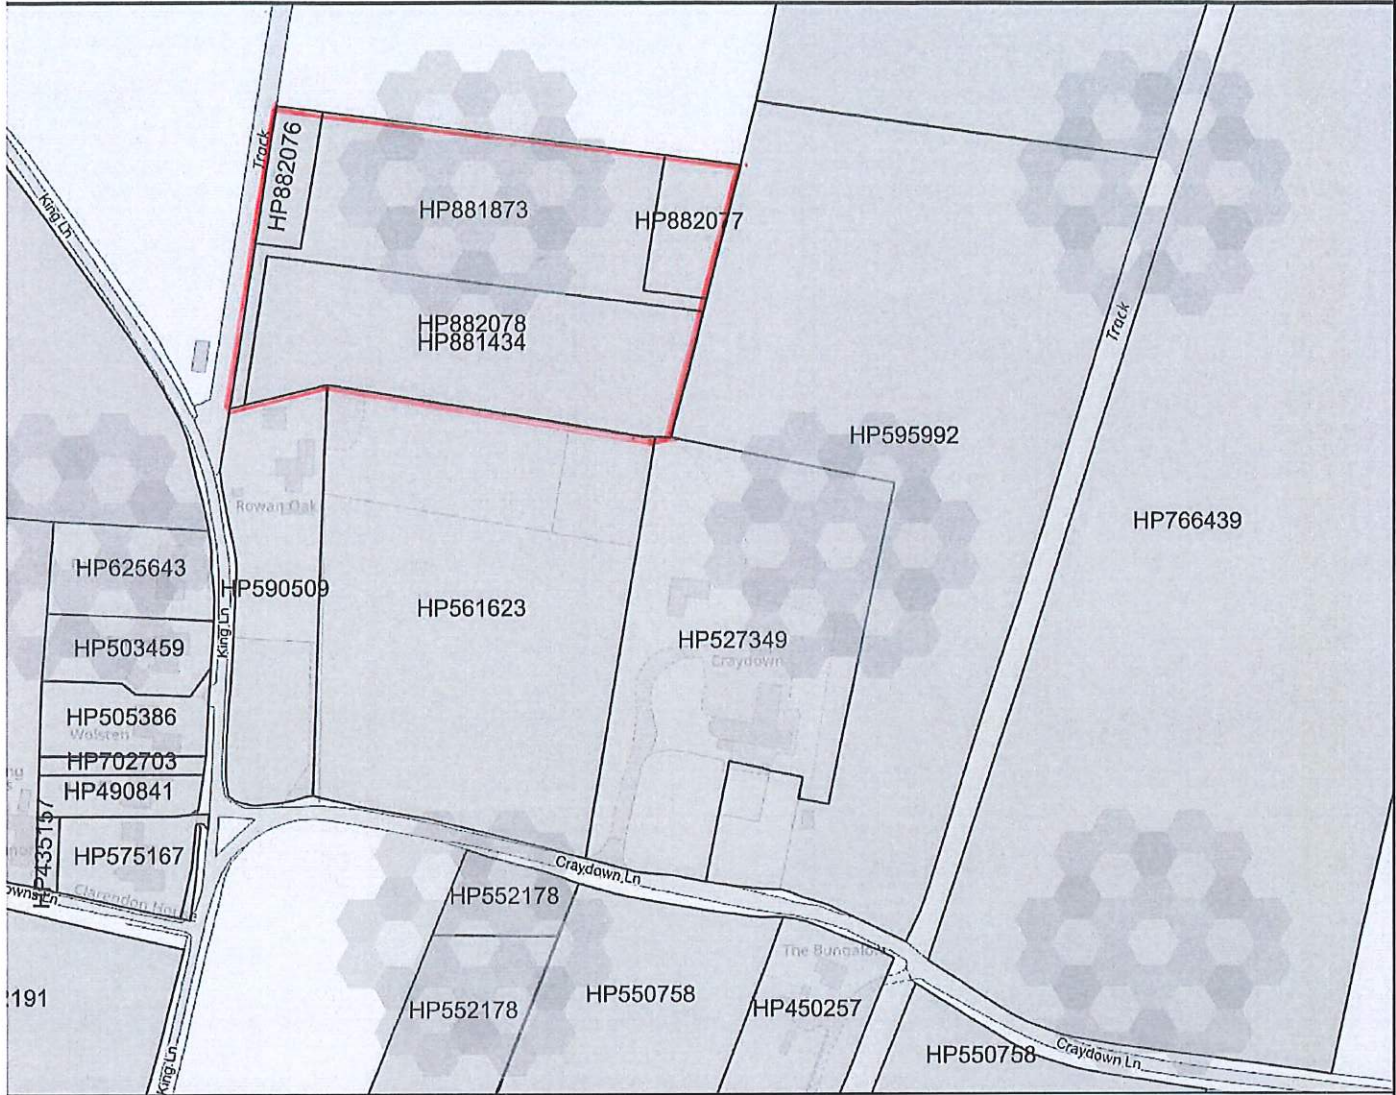 Track
HP882076
King Ln
HP881873
HP882077
HP882078
HP881434
Track
HP595992
HP766439
Rowan Oak
HP625643
HP590509
HP561623
King Ln
HP503459
HP527349
Craydown
HP505386
Wolsten
HP702703
HP490841
HP435157
HP575167
Clarendon House
Craydown Ln
HP552178
The Bungalow
HP550758
HP552178
HP450257
HP550758
Craydown Ln
King Ln